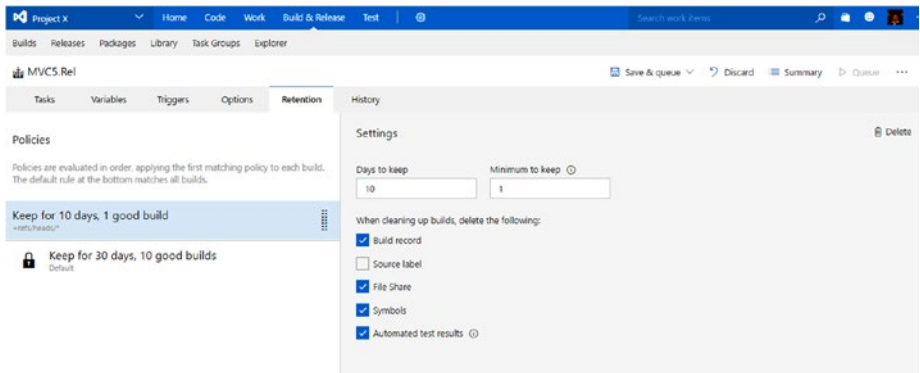 Project X Home Code Work Build & Release Test Search work items
Builds Releases Packages Library Task Groups Explorer
MVC5.Rel Save & queue Discard Summary Queue ...
Tasks Variables Triggers Options Retention History
Policies
Policies are evaluated in order, applying the first matching policy to each build.
The default rule at the bottom matches all builds.
Keep for 10 days, 1 good build
+refs/heads/*
Keep for 30 days, 10 good builds
Default
Settings Delete
Days to keep Minimum to keep
10 1
When cleaning up builds, delete the following:
Build record
Source label
File Share
Symbols
Automated test results